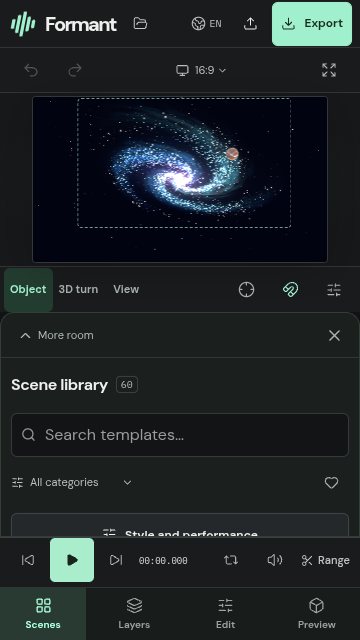 Formant
EN
Export
16:9
Object
3D turn
View
More room
Scene library
60
Search templates...
All categories
Style and performance
00:00.000
Range
Scenes
Layers
Edit
Preview